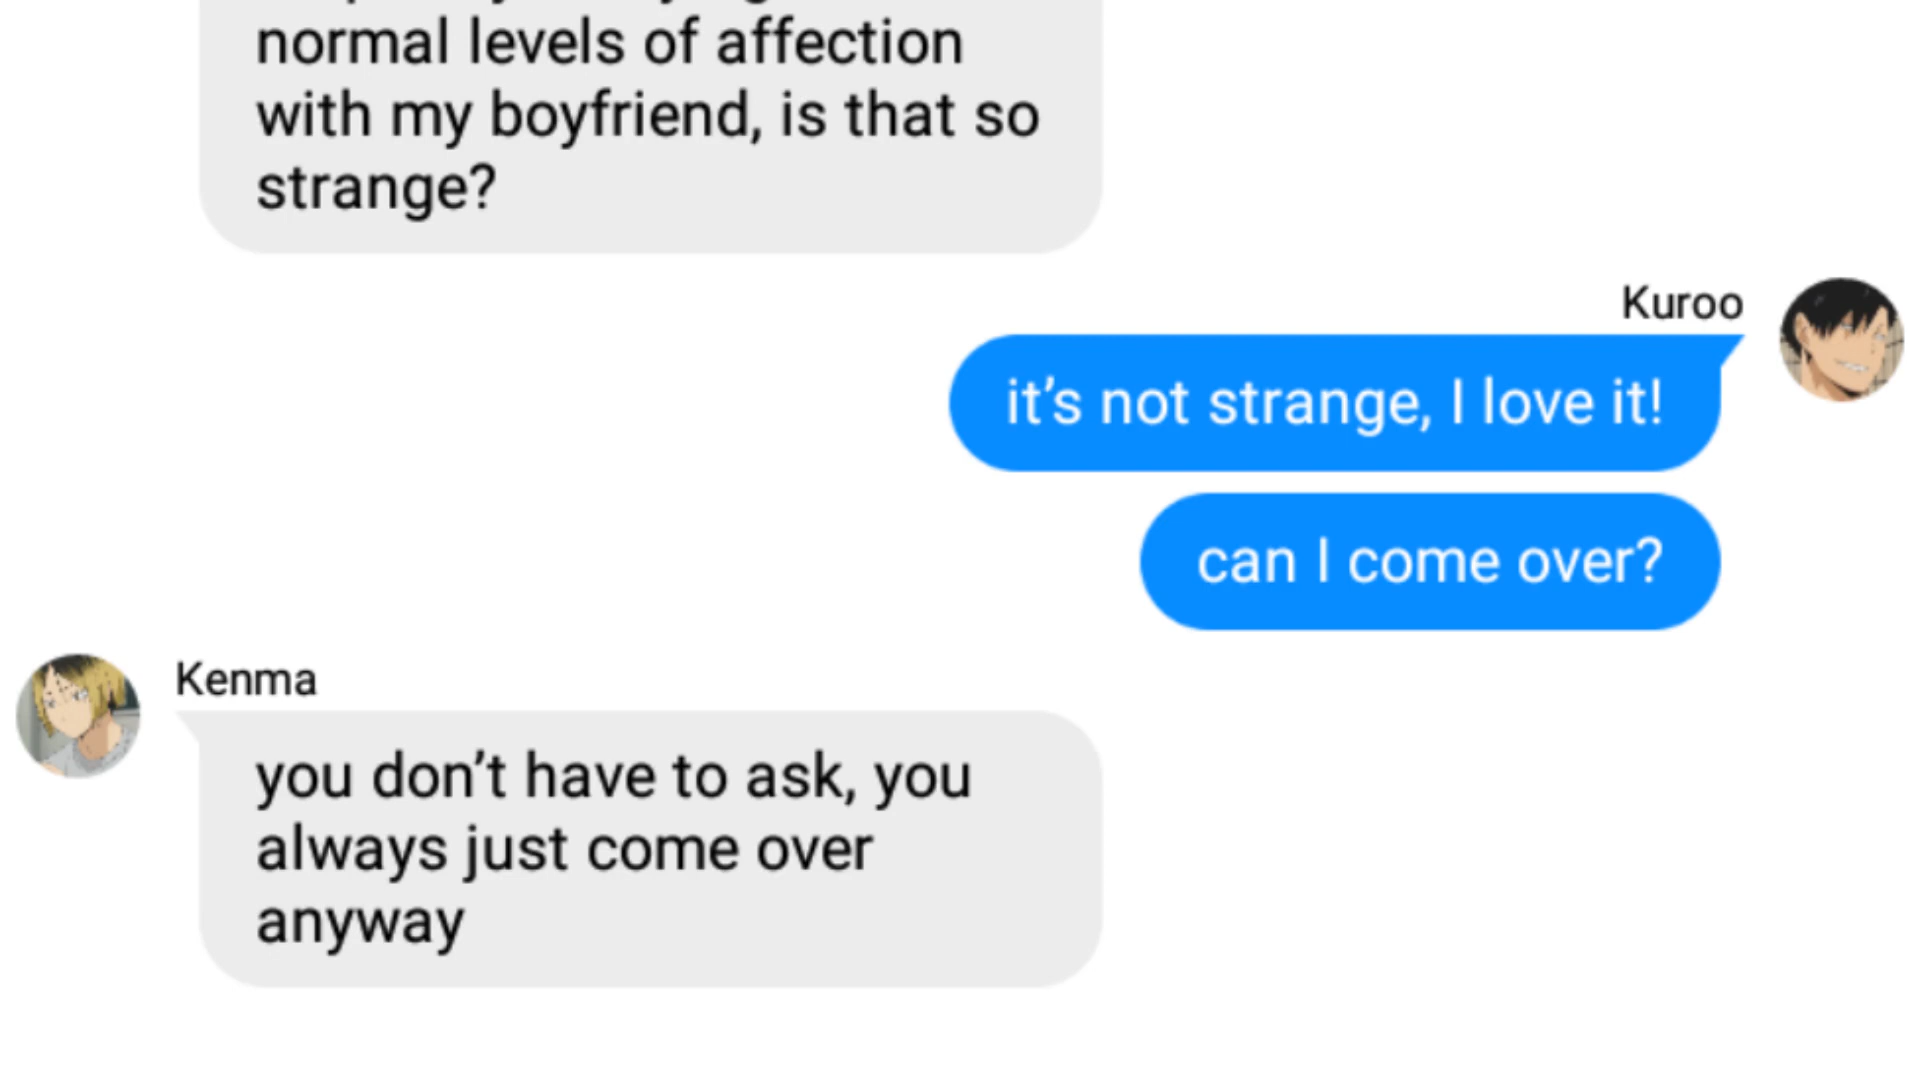 normal levels of affection
with my boyfriend, is that so
strange?
Kuroo
it’s not strange, I love it!
can I come over?
Kenma
you don’t have to ask, you
always just come over
anyway